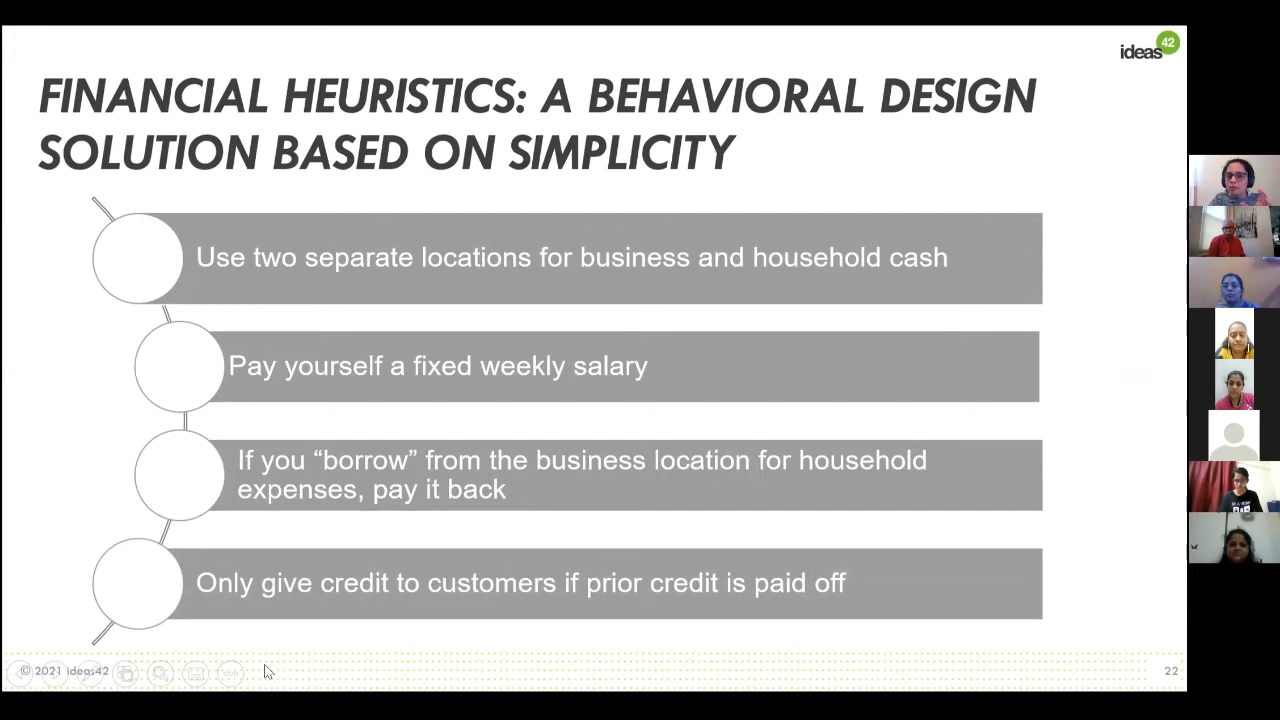 ideas42
FINANCIAL HEURISTICS: A BEHAVIORAL DESIGN
SOLUTION BASED ON SIMPLICITY
Use two separate locations for business and household cash
Pay yourself a fixed weekly salary
If you “borrow” from the business location for household
expenses, pay it back
Only give credit to customers if prior credit is paid off
© 2021 ideas42
22